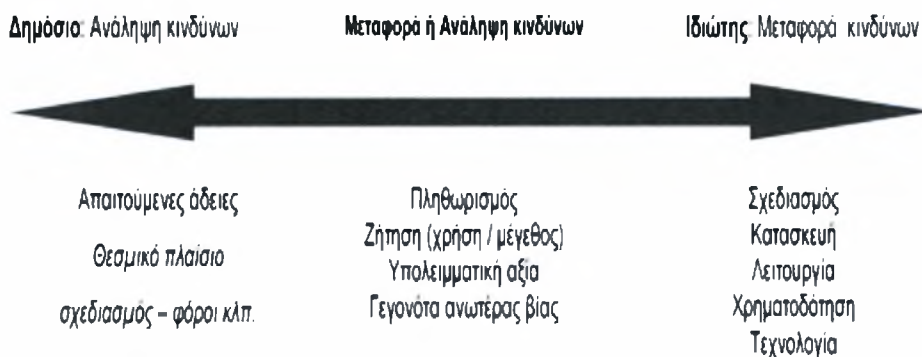 Δημόσιο: Ανάληψη κινδύνων
Μεταφορά ή Ανάληψη κινδύνων
Ιδιώτης: Μεταφορά κινδύνων
Απαιτούμενες άδειες
Θεσμικό πλαίσιο
σχεδιασμός – φόροι κλπ.
Πληθωρισμός
Ζήτηση (χρήση / μέγεθος)
Υπολειμματική αξία
Γεγονότα ανωτέρας βίας
Σχεδιασμός
Κατασκευή
Λειτουργία
Χρηματοδότηση
Τεχνολογία